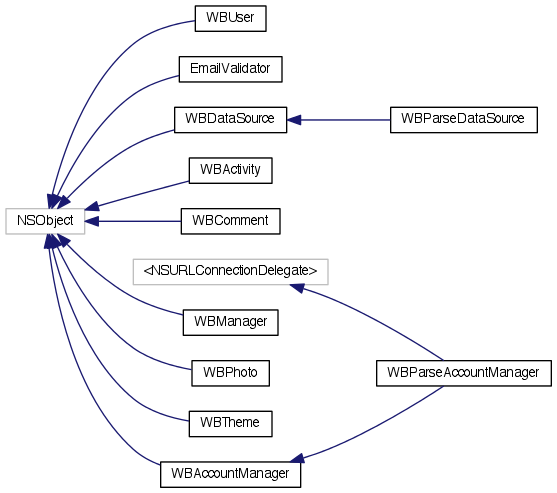 WBUser
EmailValidator
WBDataSource
WBParseDataSource
WBActivity
NSObject
WBComment
<NSURLConnectionDelegate>
WBManager
WBPhoto
WBParseAccountManager
WBTheme
WBAccountManager